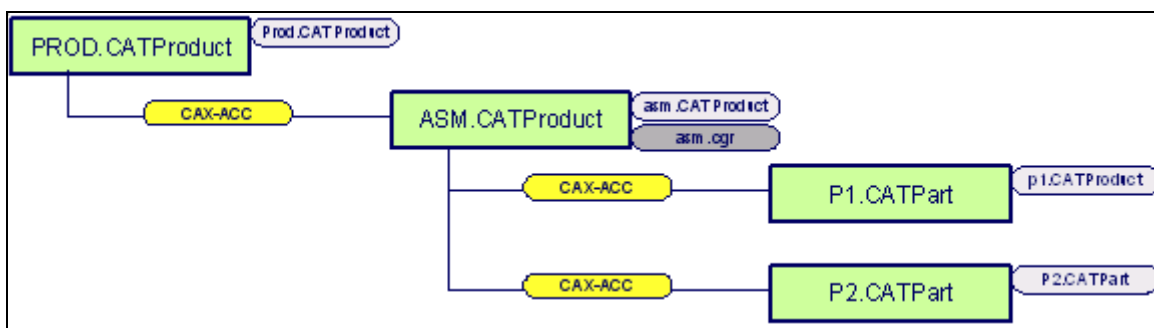 PROD.CATProduct
Prod.CATProduct
CAX-ACC
ASM.CATProduct
asm.CATProduct
asm.cgr
CAX-ACC
P1.CATPart
p1.CATProduct
CAX-ACC
P2.CATPart
P2.CATPart